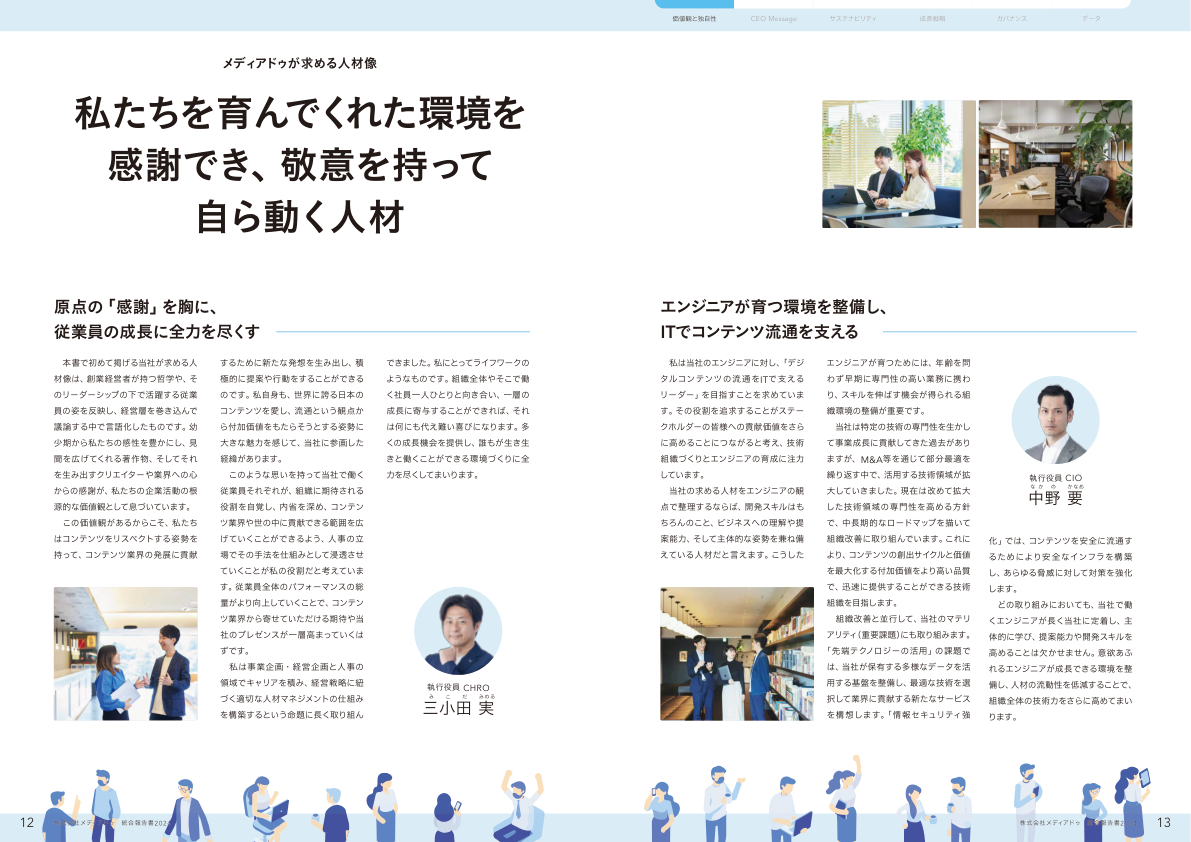 価値観と独自性
CEO Message
サステナビリティ
成長戦略
ガバナンス
データ
メディアドゥが求める人材像
私たちを育んでくれた環境を
感謝でき、敬意を持って
自ら動く人材
原点の「感謝」を胸に、
従業員の成長に全力を尽くす
本書で初めて掲げる当社が求める人
材像は、創業経営者が持つ哲学や、そ
のリーダーシップの下で活躍する従業
員の姿を反映し、経営層を巻き込んで
議論する中で言語化したものです。幼
少期から私たちの感性を豊かにし、見
聞を広げてくれる著作物、そしてそれ
を生み出すクリエイターや業界への心
からの感謝が、私たちの企業活動の根
源的な価値観として息づいています。
この価値観があるからこそ、私たち
はコンテンツをリスペクトする姿勢を
持って、コンテンツ業界の発展に貢献
するために新たな発想を生み出し、積
極的に提案や行動をすることができる
のです。私自身も、世界に誇る日本の
コンテンツを愛し、流通という観点か
ら付加価値をもたらそうとする姿勢に
大きな魅力を感じて、当社に参画した
経緯があります。
このような思いを持って当社で働く
従業員それぞれが、組織に期待される
役割を自覚し、内省を深め、コンテン
ツ業界や世の中に貢献できる範囲を広
げていくことができるよう、人事の立
場でその手法を仕組みとして浸透させ
ていくことが私の役割だと考えていま
す。従業員全体のパフォーマンスの総
量がより向上していくことで、コンテン
ツ業界から寄せていただける期待や当
社のプレゼンスが一層高まっていくは
ずです。
私は事業企画・経営企画と人事の
領域でキャリアを積み、経営戦略に紐
づく適切な人材マネジメントの仕組み
を構築するという命題に長く取り組ん
できました。私にとってライフワークの
ようなものです。組織全体やそこで働
く社員一人ひとりと向き合い、一層の
成長に寄与することができれば、それ
は何にも代え難い喜びになります。多
くの成長機会を提供し、誰もが生き生
きと働くことができる環境づくりに全
力を尽くしてまいります。
執行役員 CHRO
み こ だ みのる
三小田 実
エンジニアが育つ環境を整備し、
ITでコンテンツ流通を支える
私は当社のエンジニアに対し、「デジ
タルコンテンツの流通をITで支える
リーダー」を目指すことを求めていま
す。その役割を追求することがステー
クホルダーの皆様への貢献価値をさら
に高めることにつながると考え、技術
組織づくりとエンジニアの育成に注力
しています。
当社の求める人材をエンジニアの観
点で整理するならば、開発スキルはも
ちろんのこと、ビジネスへの理解や提
案能力、そして主体的な姿勢を兼ね備
えている人材だと言えます。こうした
エンジニアが育つためには、年齢を問
わず早期に専門性の高い業務に携わ
り、スキルを伸ばす機会が得られる組
織環境の整備が重要です。
当社は特定の技術の専門性を生かし
て事業成長に貢献してきた過去があり
ますが、M&A等を通じて部分最適を
繰り返す中で、活用する技術領域が拡
大していきました。現在は改めて拡大
した技術領域の専門性を高める方針
で、中長期的なロードマップを描いて
組織改善に取り組んでいます。これに
より、コンテンツの創出サイクルと価値
を最大化する付加価値をより高い品質
で、迅速に提供することができる技術
組織を目指します。
組織改善と並行して、当社のマテリ
アリティ(重要課題)にも取り組みます。
「先端テクノロジーの活用」の課題で
は、当社が保有する多様なデータを活
用する基盤を整備し、最適な技術を選
択して業界に貢献する新たなサービス
を構想します。「情報セキュリティ強
執行役員 CIO
なかの かなめ
中野 要
化」では、コンテンツを安全に流通す
るためにより安全なインフラを構築
し、あらゆる脅威に対して対策を強化
します。
どの取り組みにおいても、当社で働
くエンジニアが長く当社に定着し、主
体的に学び、提案能力や開発スキルを
高めることは欠かせません。意欲あふ
れるエンジニアが成長できる環境を整
備し、人材の流動性を低減することで、
組織全体の技術力をさらに高めてまい
ります。
12
統合報告書202
株式会社メディアドゥ
13